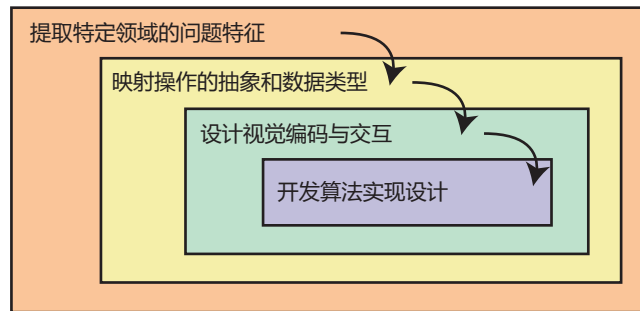 提取特定领域的问题特征
映射操作的抽象和数据类型
设计视觉编码与交互
开发算法实现设计